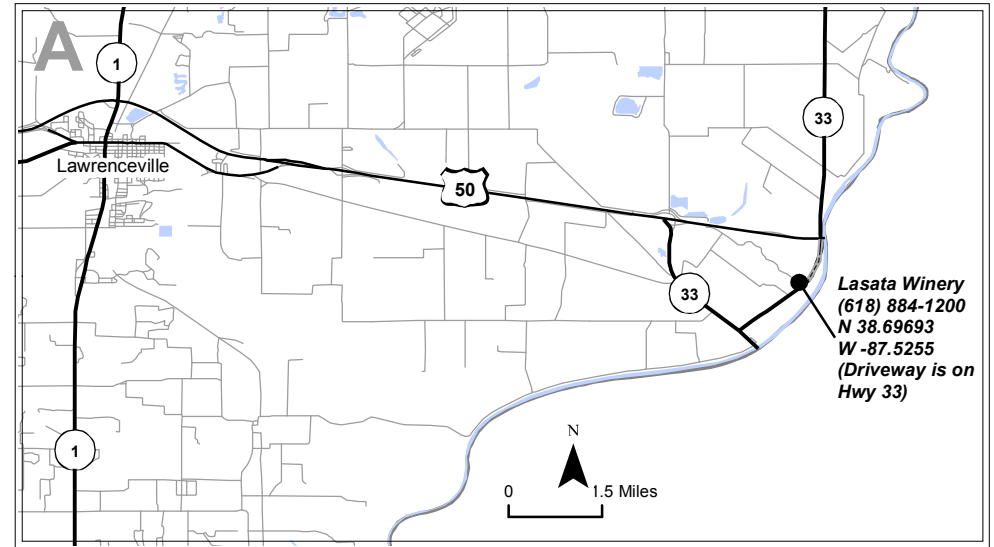 A
1
33
Lawrenceville
50
33
Lasata Winery
(618) 884-1200
N 38.69693
W -87.5255
(Driveway is on
Hwy 33)
1
N
0 1.5 Miles